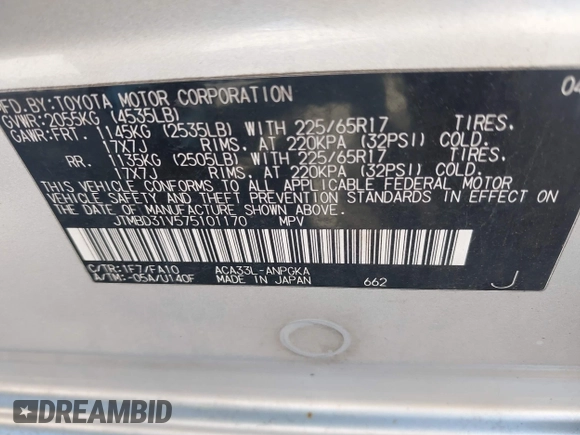 MFD. BY: TOYOTA MOTOR CORPORATION 04
GVWR: 2055KG (4535LB)
GAWR: FRT. 1145KG (2535LB) WITH 225/65R17 TIRES.
17X7J RIMS. AT 220KPA (32PSI) COLD.
RR. 1135KG (2505LB) WITH 225/65R17 TIRES.
17X7J RIMS. AT 220KPA (32PSI) COLD.
THIS VEHICLE CONFORMS TO ALL APPLICABLE FEDERAL MOTOR
VEHICLE SAFETY AND THEFT PREVENTION STANDARDS IN EFFECT ON
THE DATE OF MANUFACTURE SHOWN ABOVE.
JTMBD31V575101170 MPV
C/TR: 1F7/FA10 ACA33L-ANPGKA
A/TM: -05A/U140F MADE IN JAPAN 662 J
DREAMBID